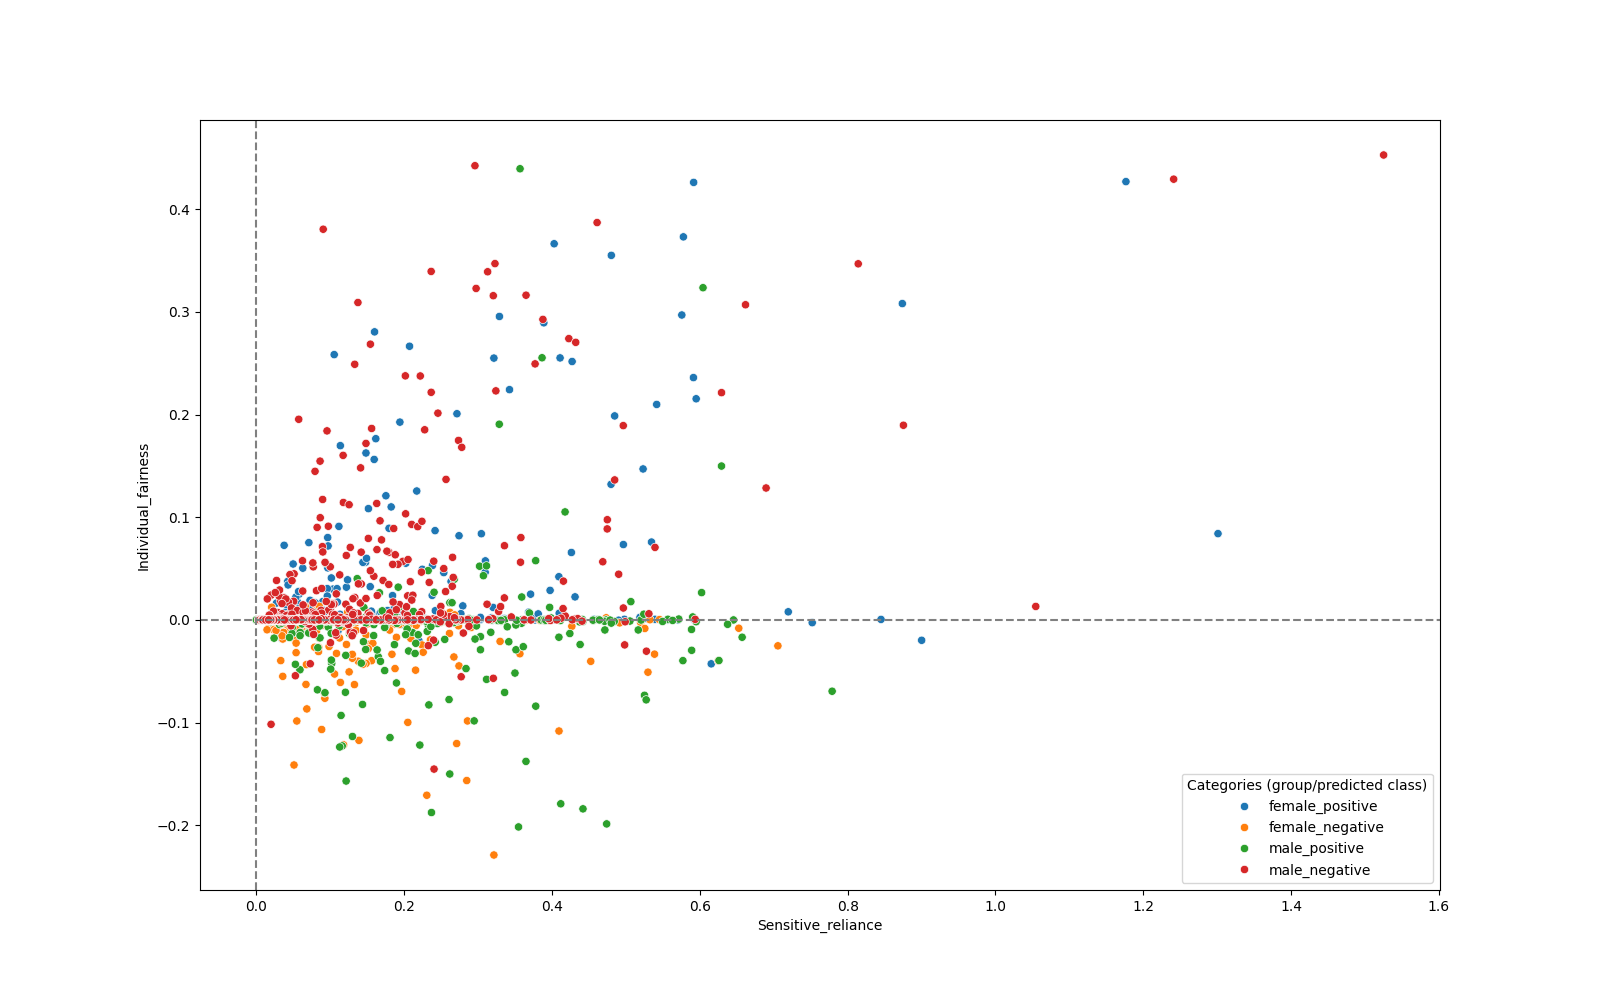 0.4
0.3
0.2
0.1
0.0
−0.1
−0.2
Individual_fairness
Categories (group/predicted class)
female_positive
female_negative
male_positive
male_negative
0.0 0.2 0.4 0.6 0.8 1.0 1.2 1.4 1.6
Sensitive_reliance